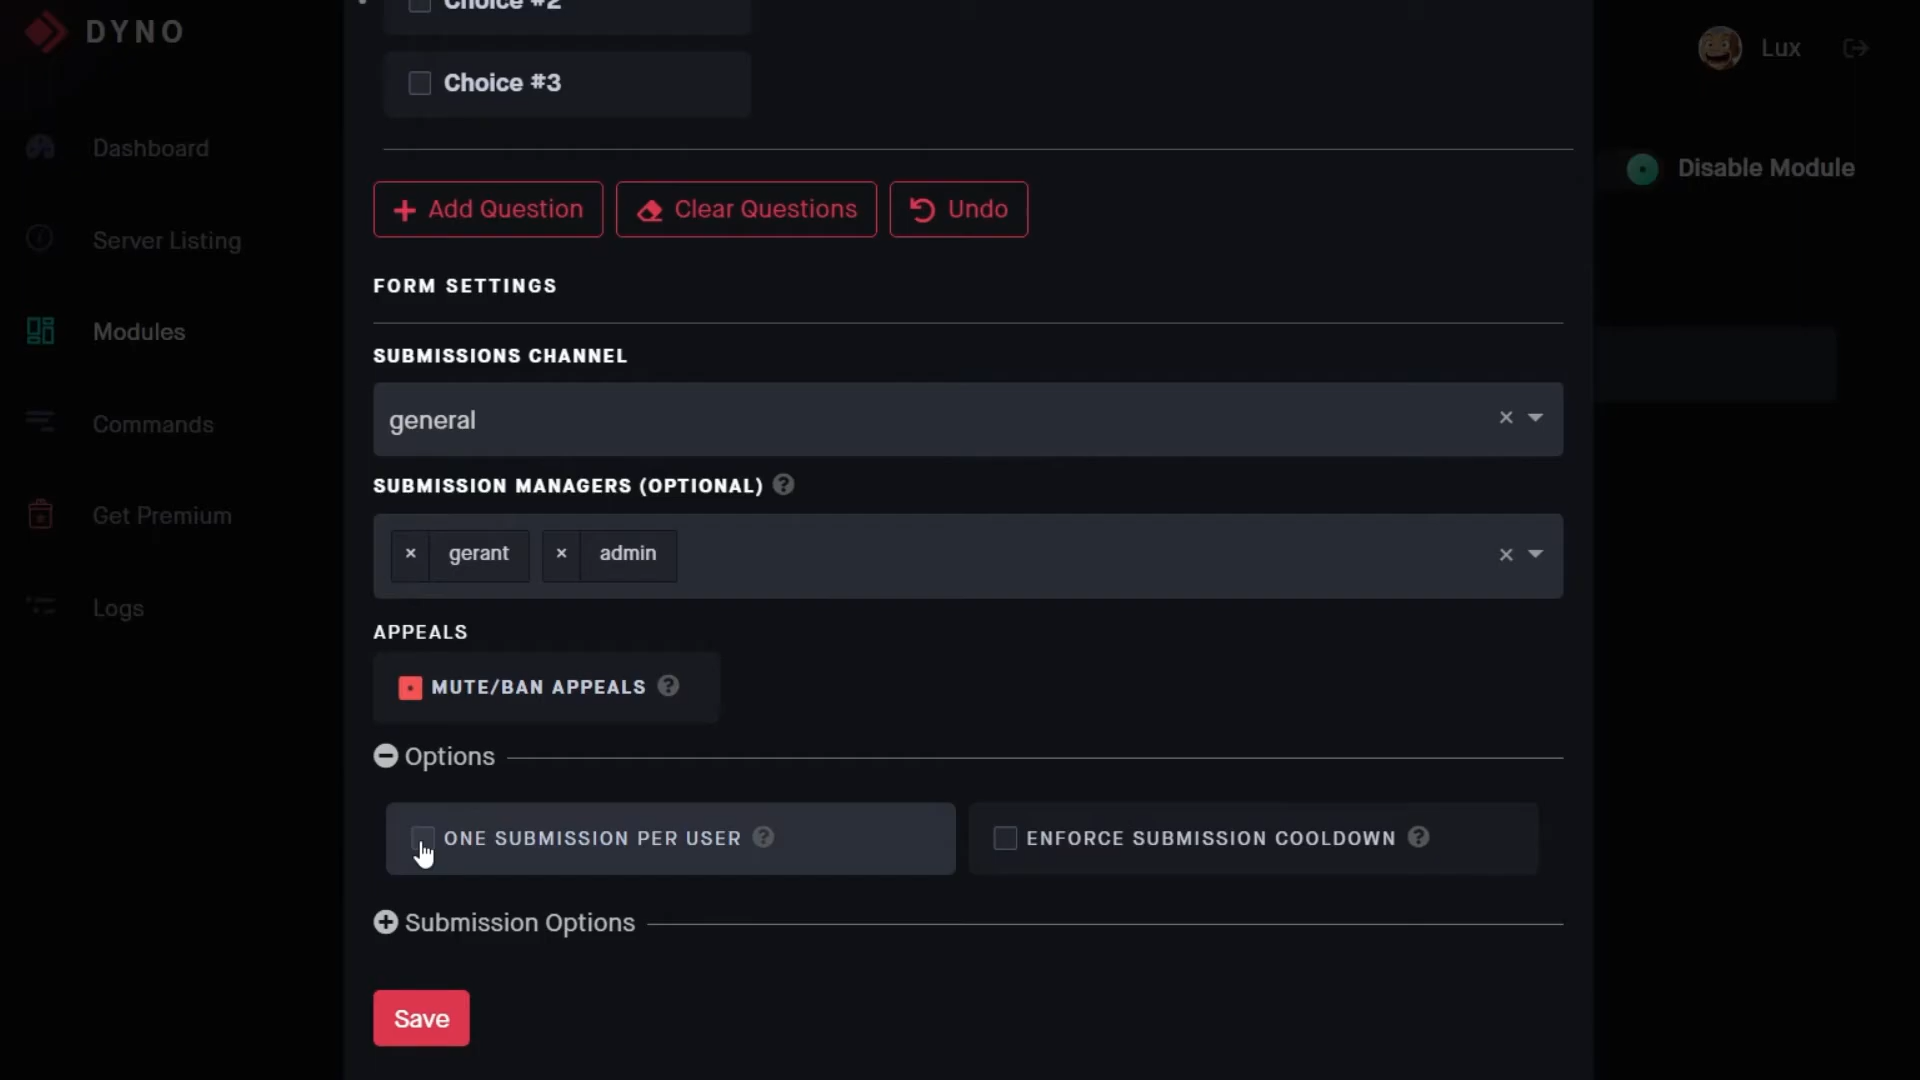 DYNO
Lux
Dashboard
Server Listing
Modules
Commands
Get Premium
Logs
Disable Module
Choice #2
Choice #3
Add Question
Clear Questions
Undo
FORM SETTINGS
SUBMISSIONS CHANNEL
general
SUBMISSION MANAGERS (OPTIONAL) ?
× gerant × admin
APPEALS
MUTE/BAN APPEALS ?
Options
ONE SUBMISSION PER USER ?
ENFORCE SUBMISSION COOLDOWN ?
Submission Options
Save